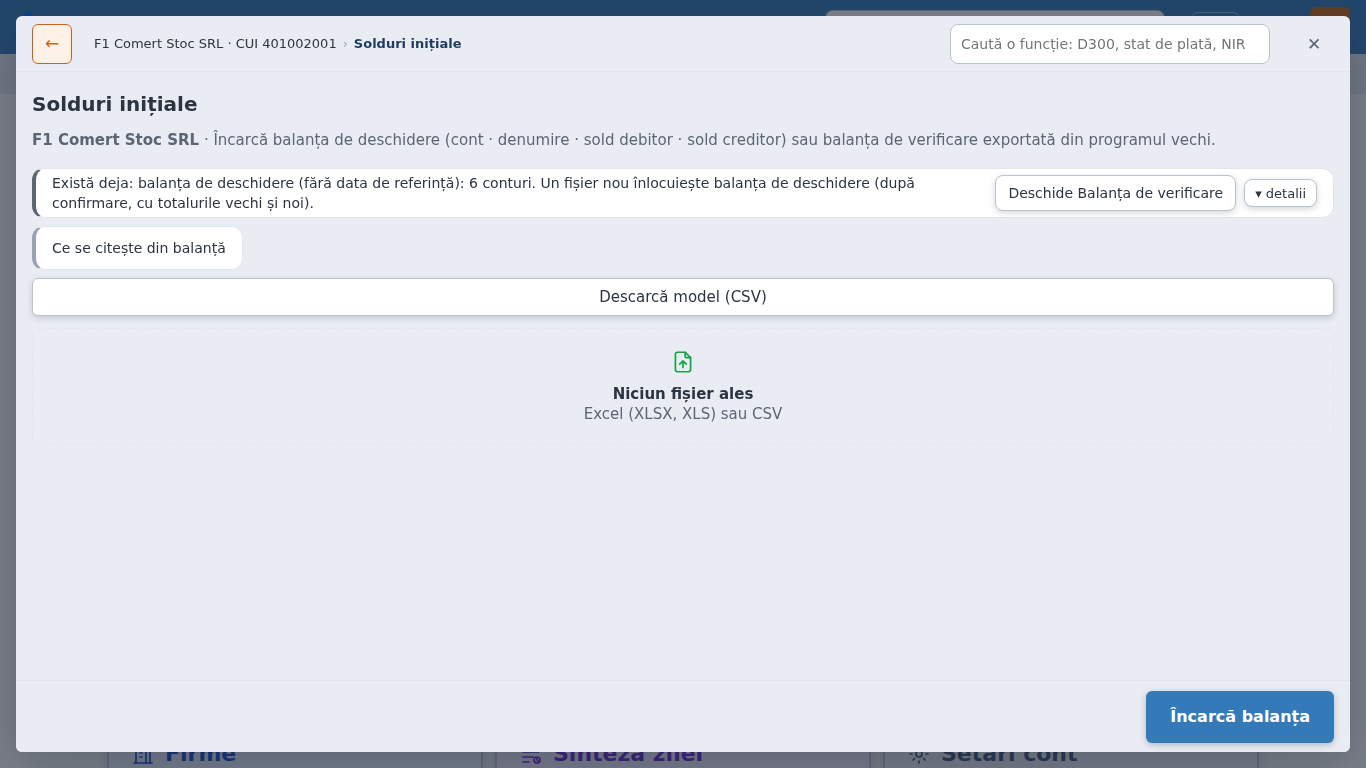 ←
F1 Comert Stoc SRL · CUI 401002001 › Solduri inițiale
Caută o funcție: D300, stat de plată, NIR
✕
Solduri inițiale
F1 Comert Stoc SRL · Încarcă balanța de deschidere (cont · denumire · sold debitor · sold creditor) sau balanța de verificare exportată din programul vechi.
Există deja: balanța de deschidere (fără data de referință): 6 conturi. Un fișier nou înlocuiește balanța de deschidere (după
confirmare, cu totalurile vechi și noi).
Deschide Balanța de verificare
▾ detalii
Ce se citește din balanță
Descarcă model (CSV)
Niciun fișier ales
Excel (XLSX, XLS) sau CSV
Încarcă balanța
Firme
Sinteza zilei
Setări cont